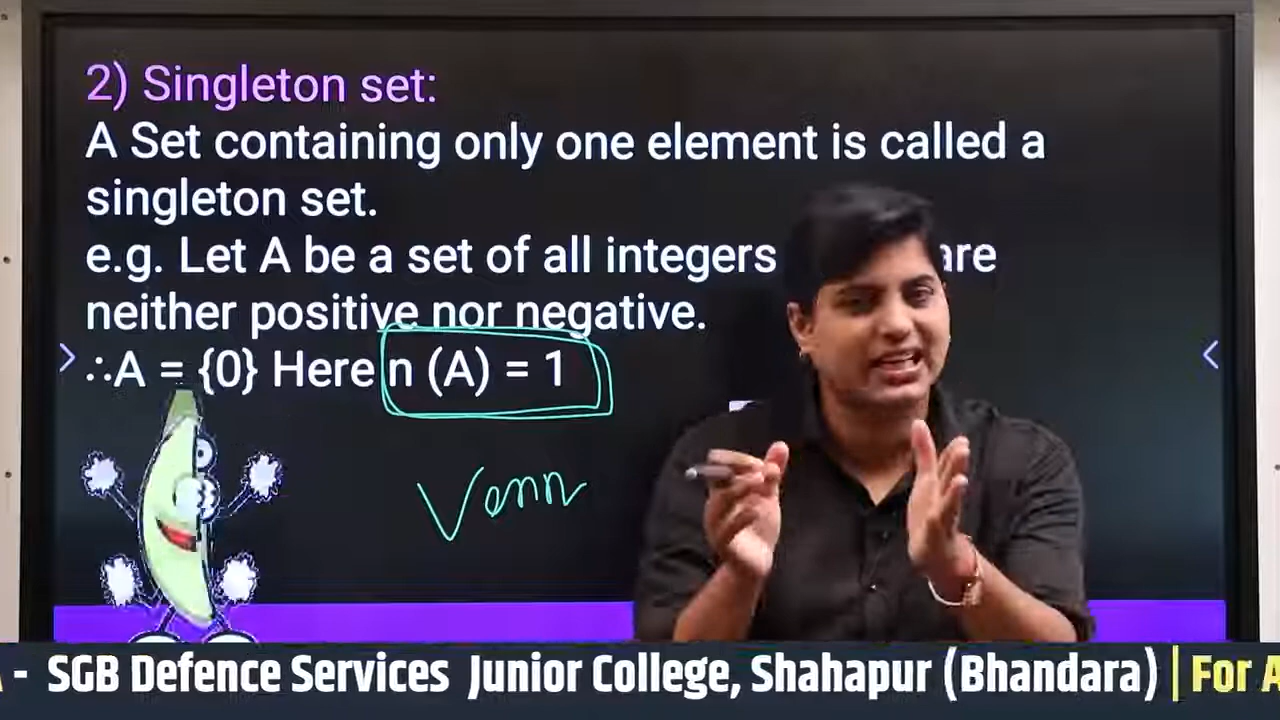 2) Singleton set:
A Set containing only one element is called a
singleton set.
e.g. Let A be a set of all integers are
neither positive nor negative.
∴A = {0} Here n (A) = 1
Venn
- SGB Defence Services Junior College, Shahapur (Bhandara) | For